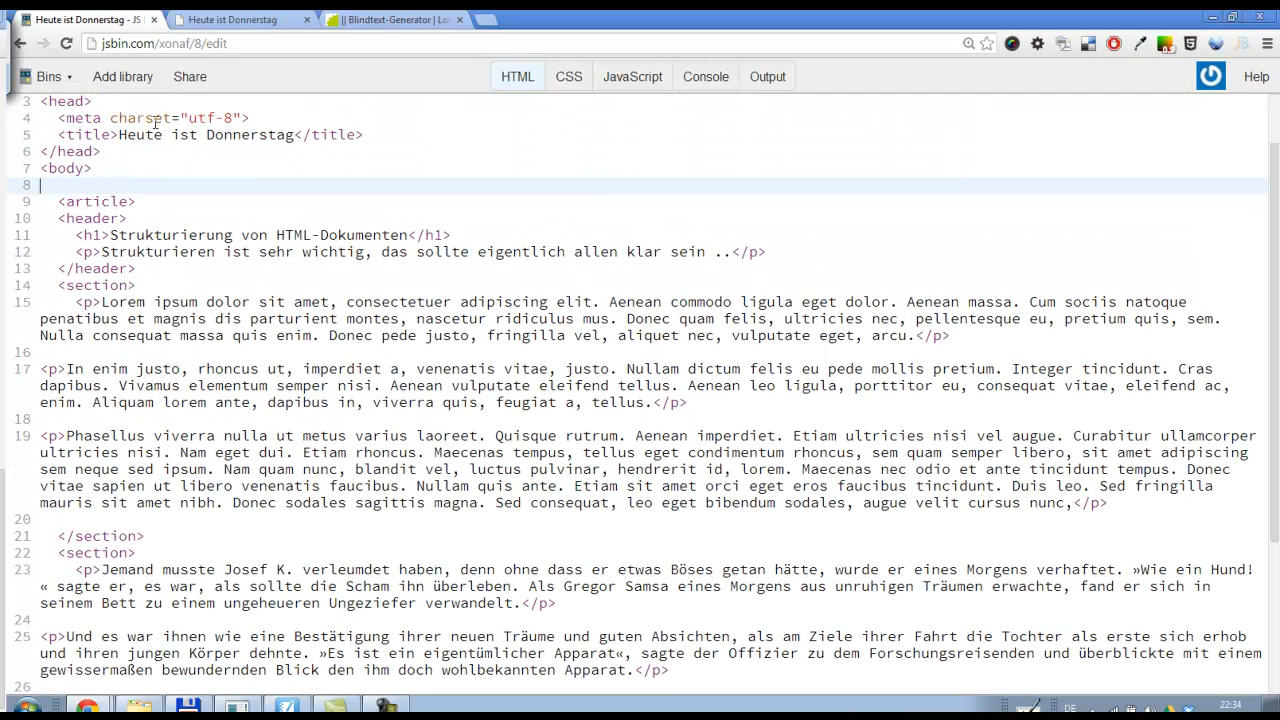 Heute ist Donnerstag - JS
Heute ist Donnerstag
|| Blindtext-Generator | Lo
jsbin.com/xonaf/8/edit
Bins Add library Share HTML CSS JavaScript Console Output Help
3 <head>
4 <meta charset="utf-8">
5 <title>Heute ist Donnerstag</title>
6 </head>
7 <body>
8
9 <article>
10 <header>
11 <h1>Strukturierung von HTML-Dokumenten</h1>
12 <p>Strukturieren ist sehr wichtig, das sollte eigentlich allen klar sein ..</p>
13 </header>
14 <section>
15 <p>Lorem ipsum dolor sit amet, consectetuer adipiscing elit. Aenean commodo ligula eget dolor. Aenean massa. Cum sociis natoque
penatibus et magnis dis parturient montes, nascetur ridiculus mus. Donec quam felis, ultricies nec, pellentesque eu, pretium quis, sem.
Nulla consequat massa quis enim. Donec pede justo, fringilla vel, aliquet nec, vulputate eget, arcu.</p>
16
17 <p>In enim justo, rhoncus ut, imperdiet a, venenatis vitae, justo. Nullam dictum felis eu pede mollis pretium. Integer tincidunt. Cras
dapibus. Vivamus elementum semper nisi. Aenean vulputate eleifend tellus. Aenean leo ligula, porttitor eu, consequat vitae, eleifend ac,
enim. Aliquam lorem ante, dapibus in, viverra quis, feugiat a, tellus.</p>
18
19 <p>Phasellus viverra nulla ut metus varius laoreet. Quisque rutrum. Aenean imperdiet. Etiam ultricies nisi vel augue. Curabitur ullamcorper
ultricies nisi. Nam eget dui. Etiam rhoncus. Maecenas tempus, tellus eget condimentum rhoncus, sem quam semper libero, sit amet adipiscing
sem neque sed ipsum. Nam quam nunc, blandit vel, luctus pulvinar, hendrerit id, lorem. Maecenas nec odio et ante tincidunt tempus. Donec
vitae sapien ut libero venenatis faucibus. Nullam quis ante. Etiam sit amet orci eget eros faucibus tincidunt. Duis leo. Sed fringilla
mauris sit amet nibh. Donec sodales sagittis magna. Sed consequat, leo eget bibendum sodales, augue velit cursus nunc,</p>
20
21 </section>
22 <section>
23 <p>Jemand musste Josef K. verleumdet haben, denn ohne dass er etwas Böses getan hätte, wurde er eines Morgens verhaftet. »Wie ein Hund!
« sagte er, es war, als sollte die Scham ihn überleben. Als Gregor Samsa eines Morgens aus unruhigen Träumen erwachte, fand er sich in
seinem Bett zu einem ungeheueren Ungeziefer verwandelt.</p>
24
25 <p>Und es war ihnen wie eine Bestätigung ihrer neuen Träume und guten Absichten, als am Ziele ihrer Fahrt die Tochter als erste sich erhob
und ihren jungen Körper dehnte. »Es ist ein eigentümlicher Apparat«, sagte der Offizier zu dem Forschungsreisenden und überblickte mit einem
gewissermaßen bewundernden Blick den ihm doch wohlbekannten Apparat.</p>
26
DE 22:34